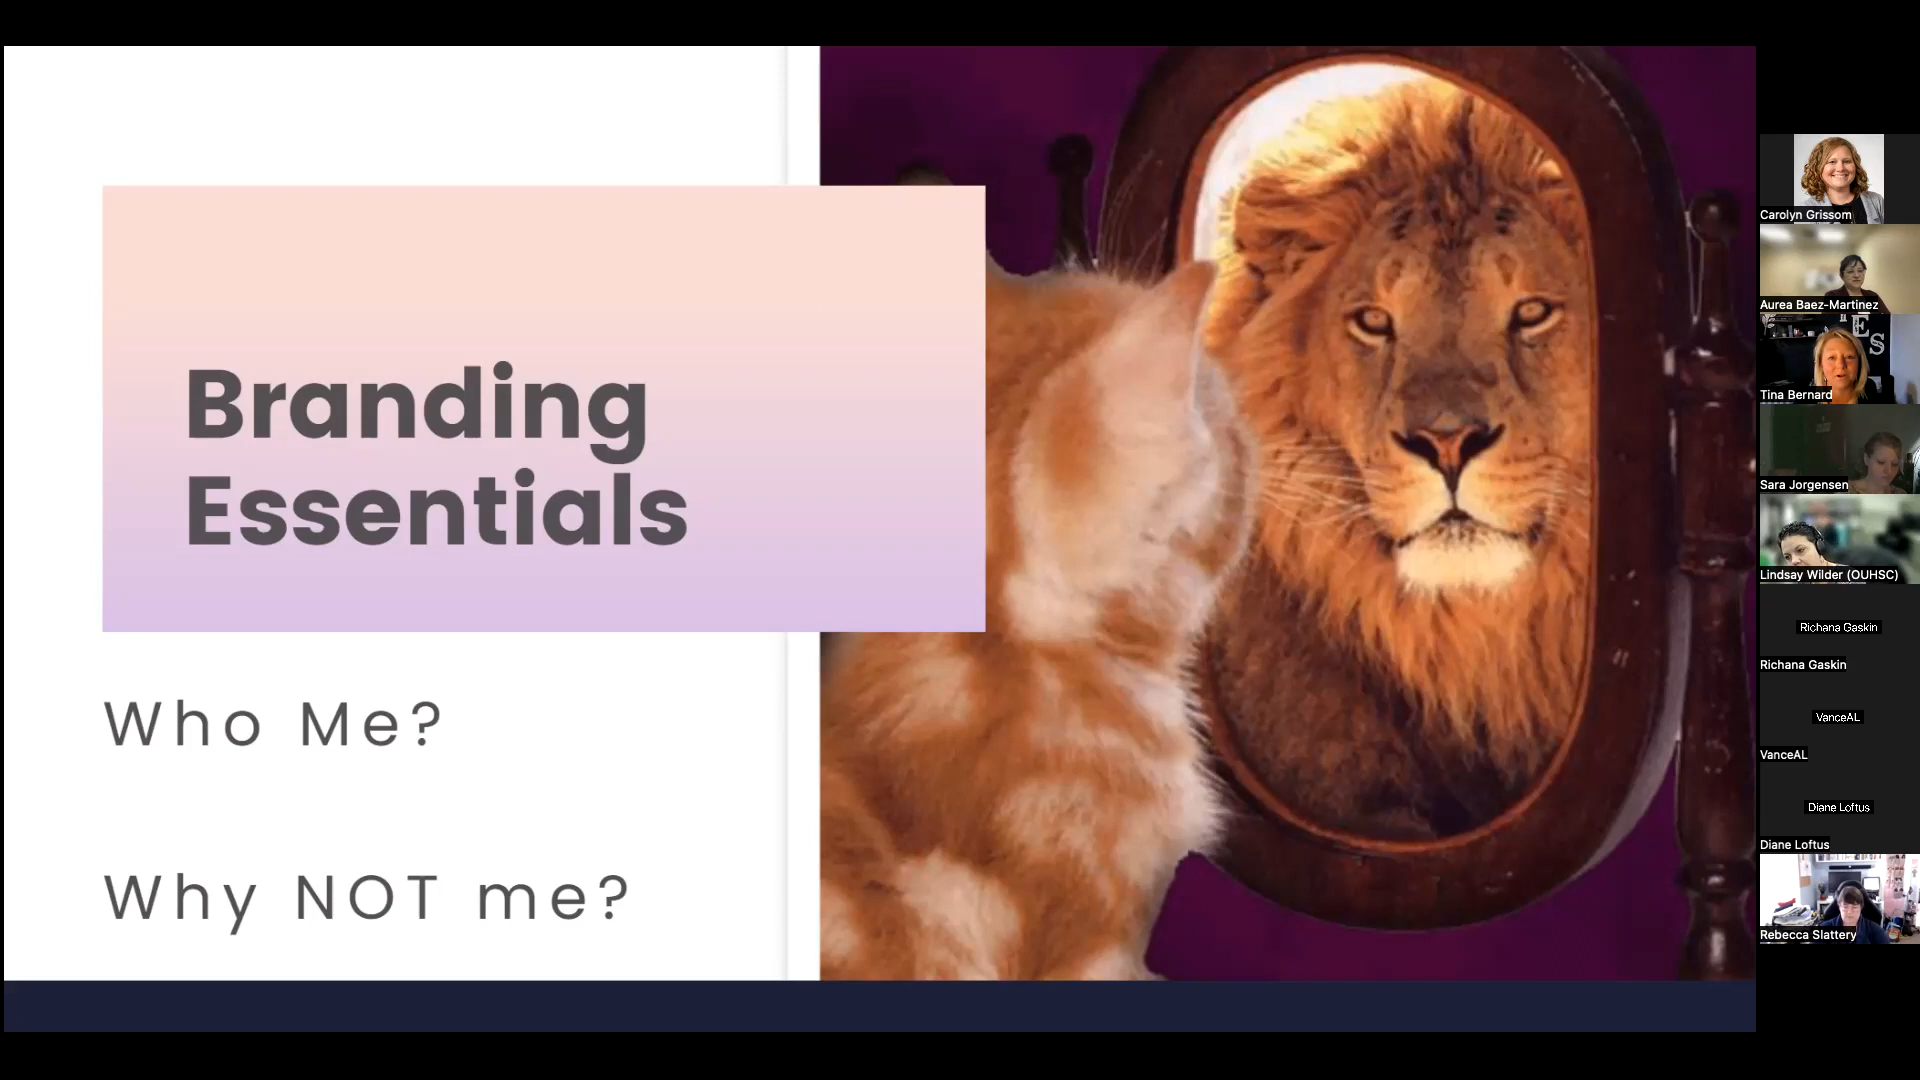 Branding
Essentials
Who Me?
Why NOT me?
Carolyn Grissom
Aurea Baez-Martinez
E
S
Tina Bernard
Sara Jorgensen
Lindsay Wilder (OUHSC)
Richana Gaskin
Richana Gaskin
VanceAL
VanceAL
Diane Loftus
Diane Loftus
Rebecca Slattery